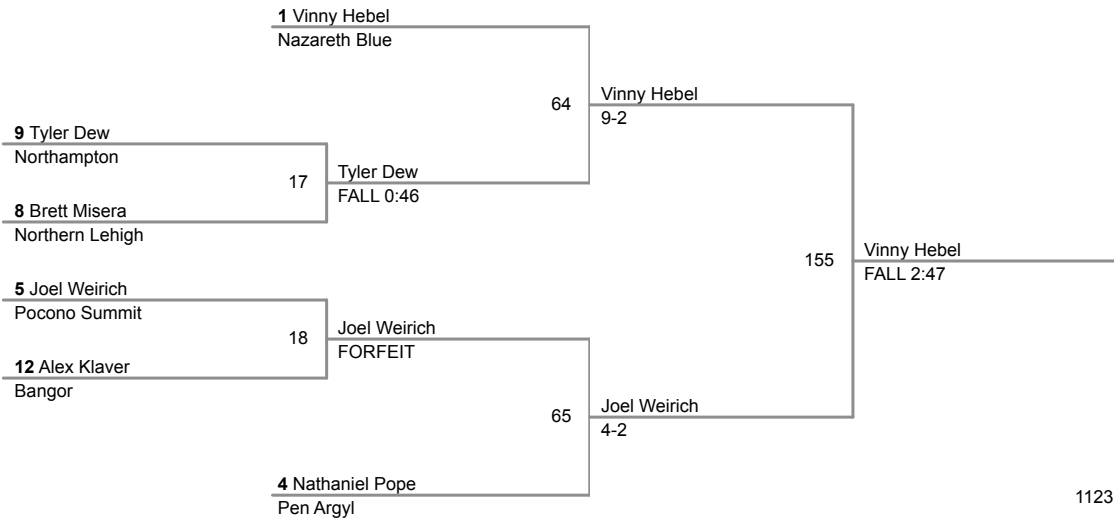 1 Vinny Hebel
Nazareth Blue
64
Vinny Hebel
9-2
9 Tyler Dew
Northampton
17
Tyler Dew
FALL 0:46
8 Brett Misera
Northern Lehigh
155
Vinny Hebel
FALL 2:47
5 Joel Weirich
Pocono Summit
18
Joel Weirich
FORFEIT
12 Alex Klaver
Bangor
65
Joel Weirich
4-2
4 Nathaniel Pope
Pen Argyl
1123